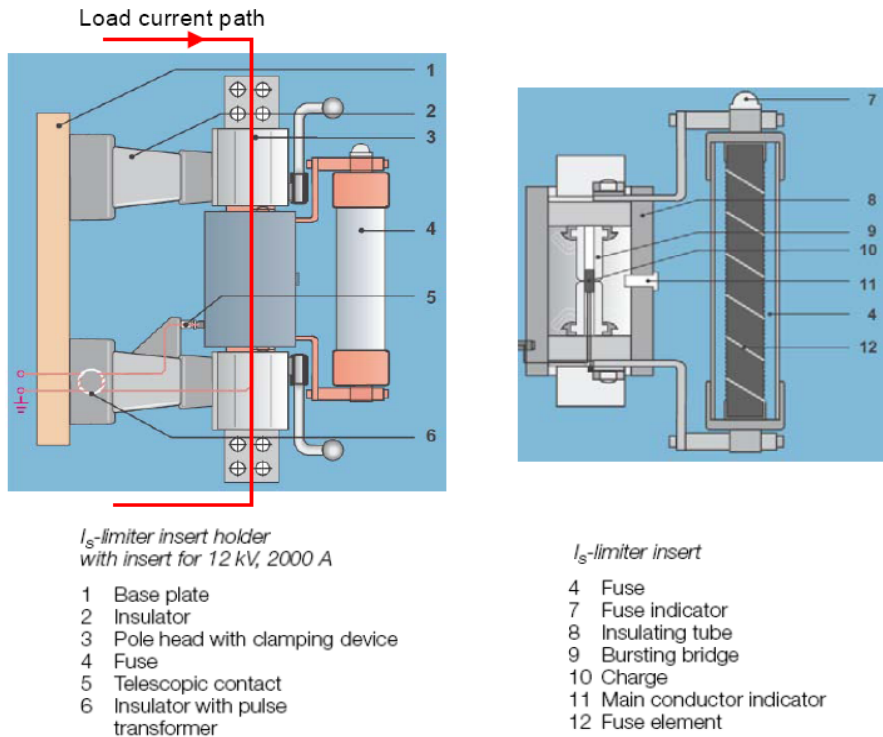 Load current path
1
2
3
4
5
6
7
8
9
10
11
4
12
Is-limiter insert holder
with insert for 12 kV, 2000 A
1 Base plate
2 Insulator
3 Pole head with clamping device
4 Fuse
5 Telescopic contact
6 Insulator with pulse
transformer
Is-limiter insert
4 Fuse
7 Fuse indicator
8 Insulating tube
9 Bursting bridge
10 Charge
11 Main conductor indicator
12 Fuse element